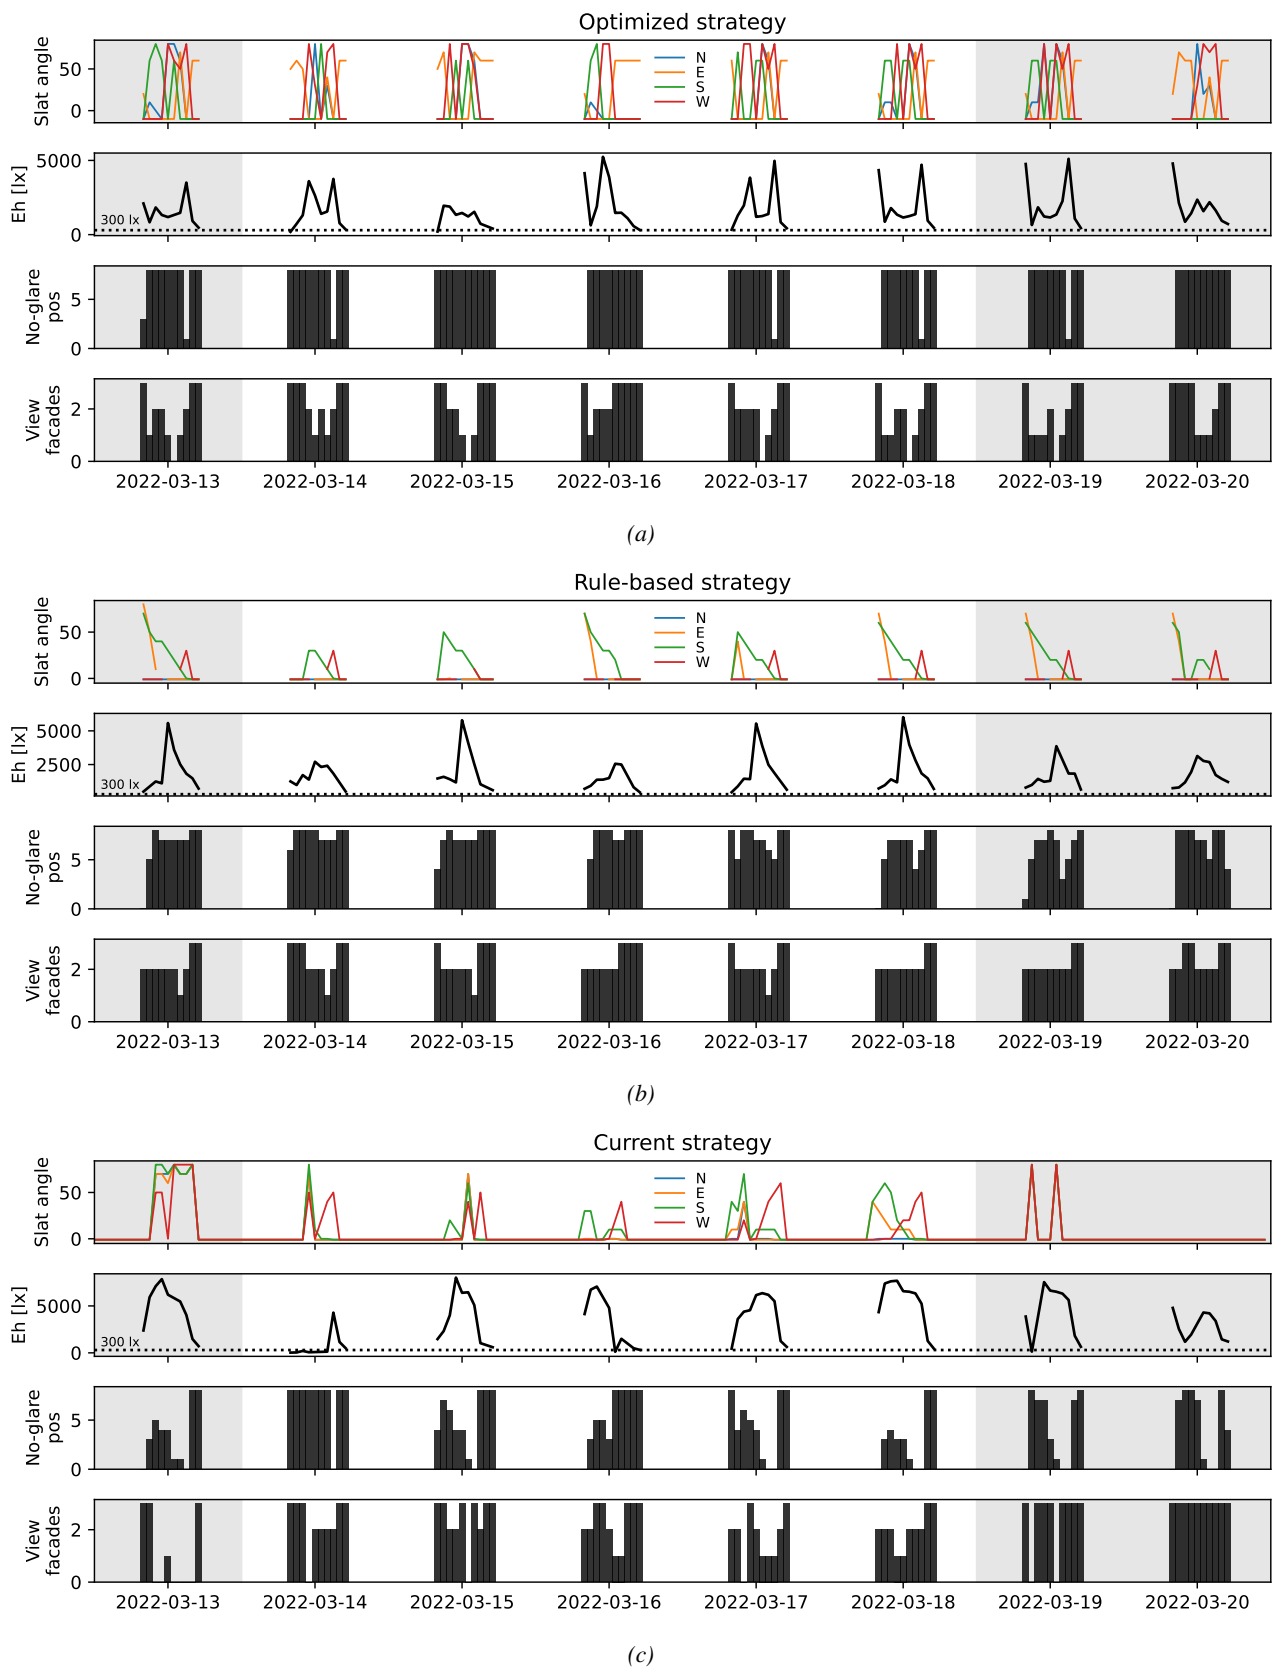 Optimized strategy
Slat angle
50
0
N
E
S
W
Eh [lx]
5000
0
300 lx
No-glare
pos
5
0
View
facades
2
0
2022-03-13 2022-03-14 2022-03-15 2022-03-16 2022-03-17 2022-03-18 2022-03-19 2022-03-20
(a)
Rule-based strategy
Slat angle
50
0
N
E
S
W
Eh [lx]
5000
2500
300 lx
No-glare
pos
5
0
View
facades
2
0
2022-03-13 2022-03-14 2022-03-15 2022-03-16 2022-03-17 2022-03-18 2022-03-19 2022-03-20
(b)
Current strategy
Slat angle
50
0
N
E
S
W
Eh [lx]
5000
0
300 lx
No-glare
pos
5
0
View
facades
2
0
2022-03-13 2022-03-14 2022-03-15 2022-03-16 2022-03-17 2022-03-18 2022-03-19 2022-03-20
(c)